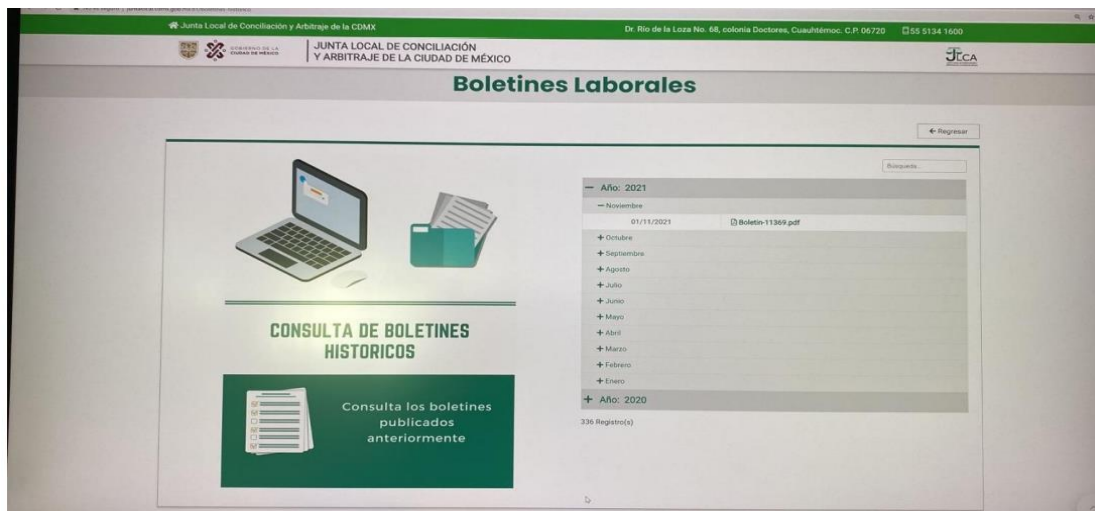 Junta Local de Conciliación y Arbitraje de la CDMX
Dr. Río de la Loza No. 68, colonia Doctores, Cuauhtémoc. C.P. 06720 55 5134 1600
GOBIERNO DE LA
CIUDAD DE MÉXICO
JUNTA LOCAL DE CONCILIACIÓN
Y ARBITRAJE DE LA CIUDAD DE MÉXICO
JLCA
Boletines Laborales
Regresar
Búsqueda...
Año: 2021
Noviembre
01/11/2021 Boletin-11369.pdf
Octubre
Septiembre
Agosto
Julio
Junio
Mayo
Abril
Marzo
Febrero
Enero
Año: 2020
336 Registro(s)
CONSULTA DE BOLETINES
HISTORICOS
Consulta los boletines
publicados
anteriormente